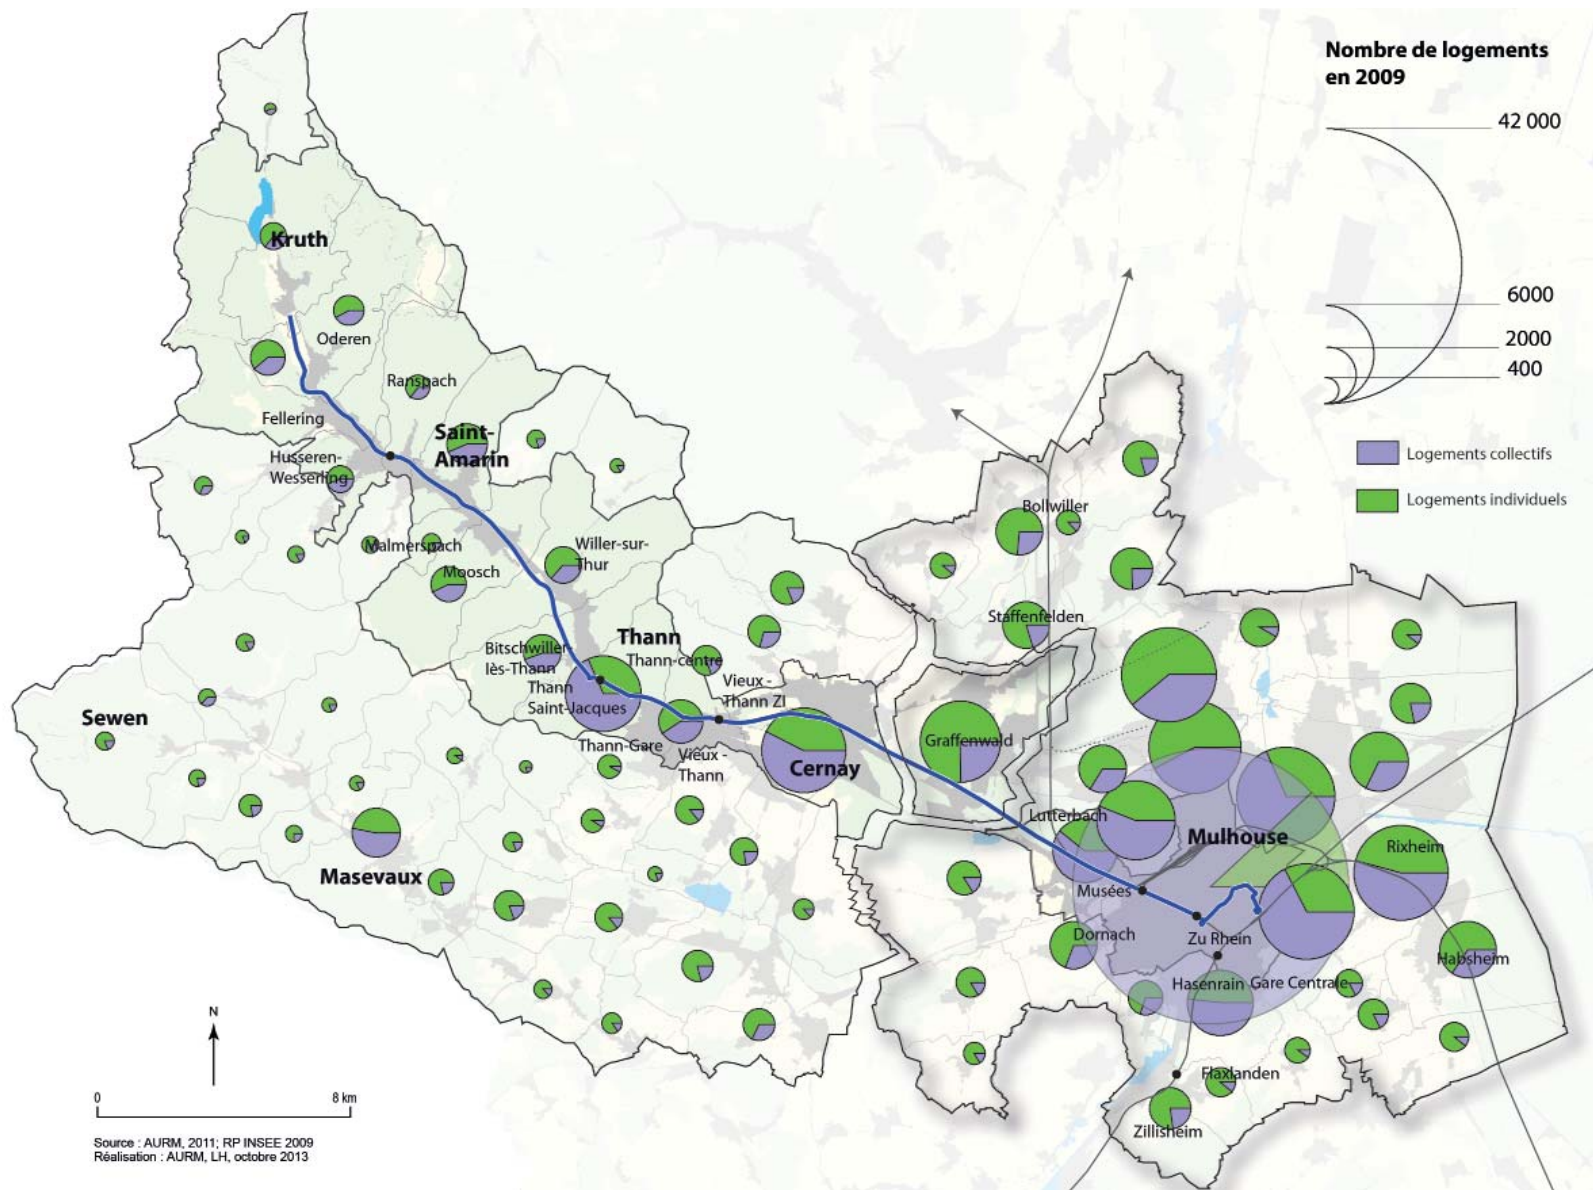 Nombre de logements
en 2009
42 000
6000
2000
400
Logements collectifs
Logements individuels
Kruth
Oderen
Ranspach
Fellering
Saint-
Amarin
Husseren-
Wesserling
Malmerspach
Moosch
Willer-sur-
Thur
Bitschwiller-
lès-Thann
Thann
Thann-centre
Thann
Saint-Jacques
Vieux -
Thann ZI
Thann-Gare
Vieux -
Thann
Cernay
Sewen
Masevaux
Bollwiller
Staffenfelden
Graffenwald
Lutterbach
Mulhouse
Rixheim
Musées
Dornach
Zu Rhein
Habsheim
Hasenrain
Gare Centrale
Flaxlanden
Zillisheim
N
0
8 km
Source : AURM, 2011; RP INSEE 2009
Réalisation : AURM, LH, octobre 2013